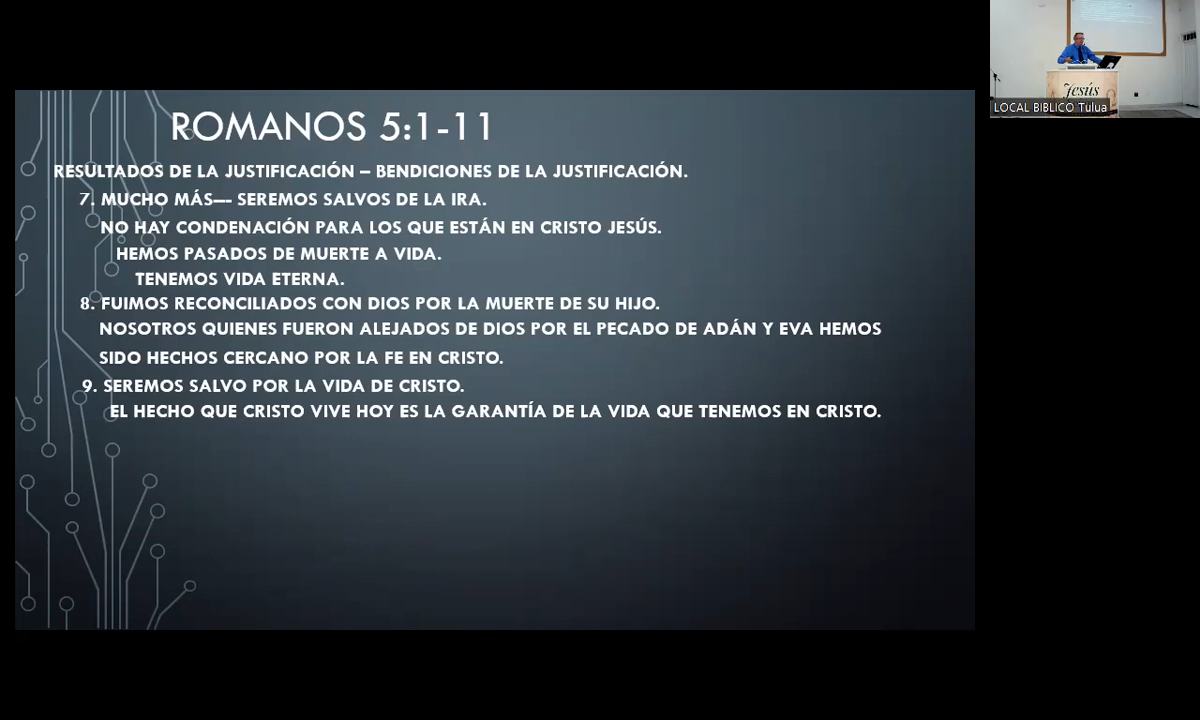 ROMANOS 5:1-11
RESULTADOS DE LA JUSTIFICACIÓN – BENDICIONES DE LA JUSTIFICACIÓN.
7. MUCHO MÁS–-- SEREMOS SALVOS DE LA IRA.
NO HAY CONDENACIÓN PARA LOS QUE ESTÁN EN CRISTO JESÚS.
HEMOS PASADOS DE MUERTE A VIDA.
TENEMOS VIDA ETERNA.
8. FUIMOS RECONCILIADOS CON DIOS POR LA MUERTE DE SU HIJO.
NOSOTROS QUIENES FUERON ALEJADOS DE DIOS POR EL PECADO DE ADÁN Y EVA HEMOS
SIDO HECHOS CERCANO POR LA FE EN CRISTO.
9. SEREMOS SALVO POR LA VIDA DE CRISTO.
EL HECHO QUE CRISTO VIVE HOY ES LA GARANTÍA DE LA VIDA QUE TENEMOS EN CRISTO.
Jesús
LOCAL BIBLICO Tulua